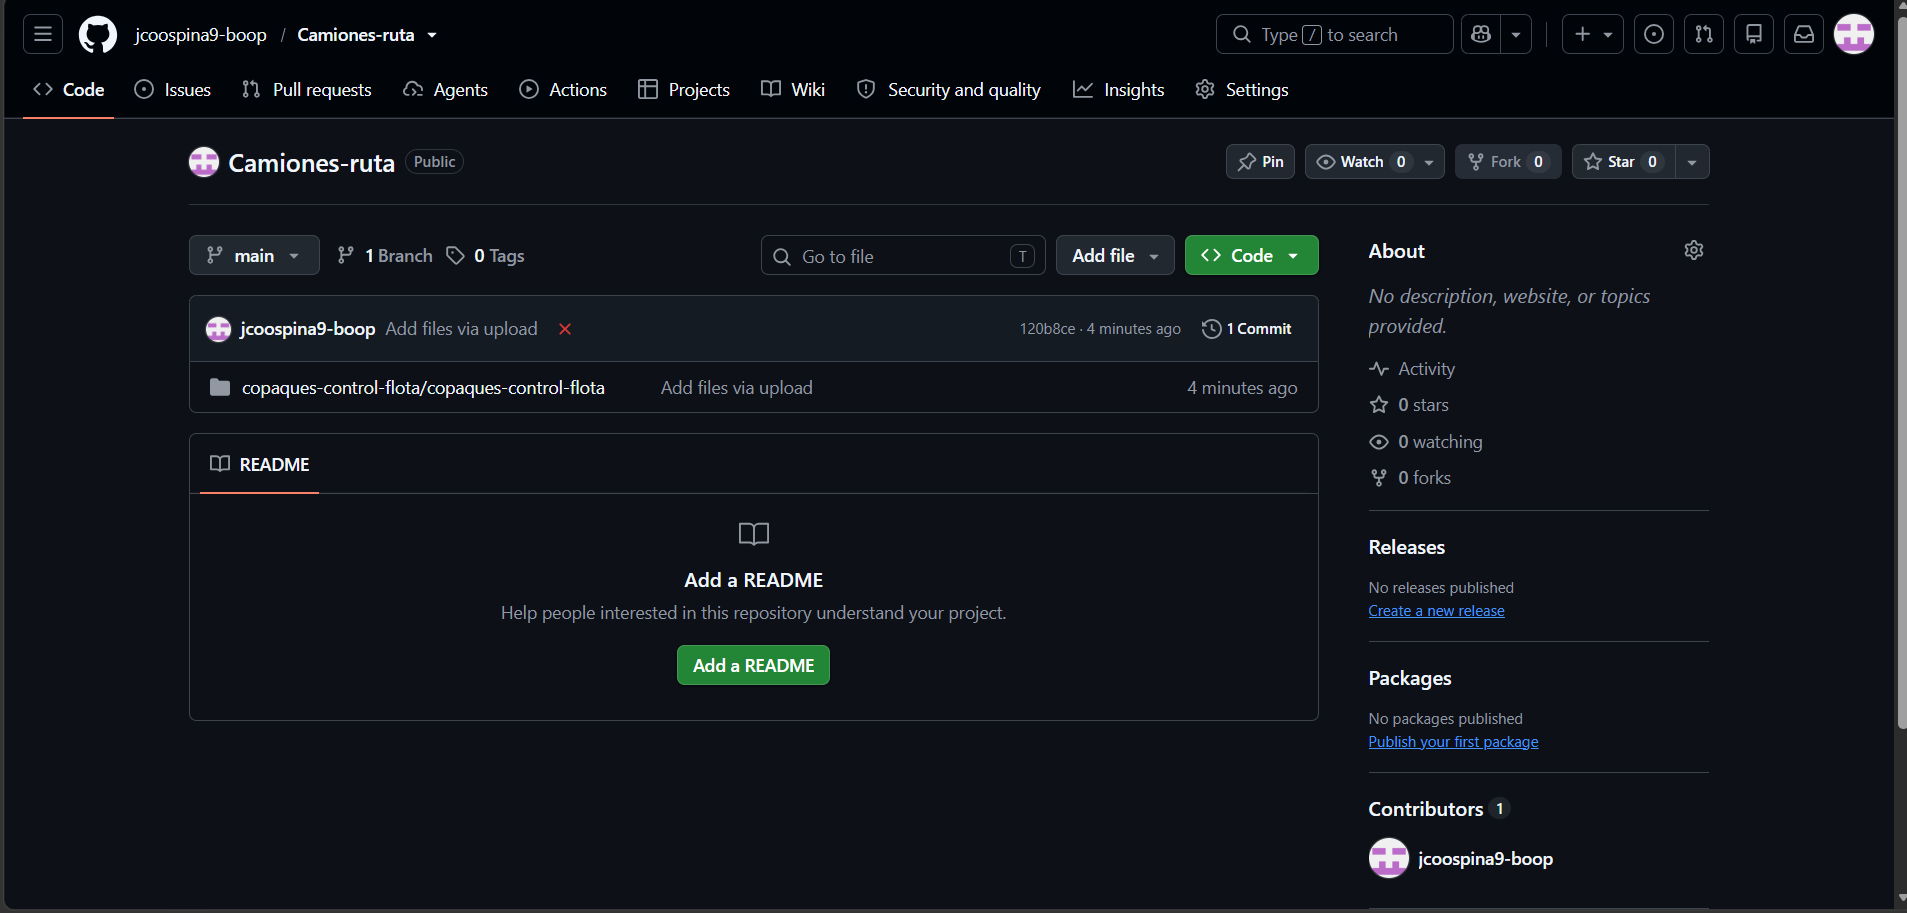 jcoospina9-boop / Camiones-ruta
Type / to search
Code Issues Pull requests Agents Actions Projects Wiki Security and quality Insights Settings
Camiones-ruta Public
Pin Watch 0 Fork 0 Star 0
main 1 Branch 0 Tags Go to file T Add file Code
jcoospina9-boop Add files via upload 120b8ce · 4 minutes ago 1 Commit
copaques-control-flota/copaques-control-flota Add files via upload 4 minutes ago
README
Add a README
Help people interested in this repository understand your project.
Add a README
About
No description, website, or topics
provided.
Activity
0 stars
0 watching
0 forks
Releases
No releases published
Create a new release
Packages
No packages published
Publish your first package
Contributors 1
jcoospina9-boop